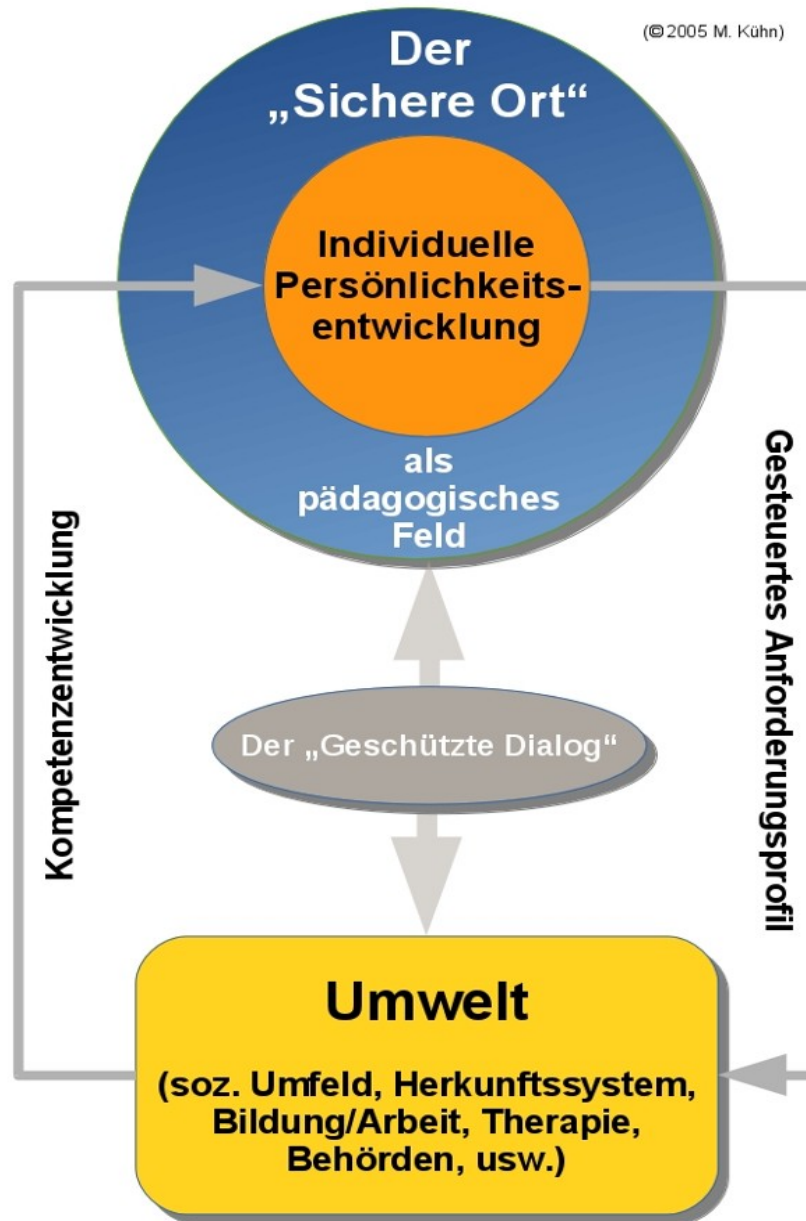 (©2005 M. Kühn)
Der
„Sichere Ort“
Individuelle
Persönlichkeits-
entwicklung
als
pädagogisches
Feld
Kompetenzentwicklung
Gesteuertes Anforderungsprofil
Der „Geschützte Dialog“
Umwelt
(soz. Umfeld, Herkunftssystem,
Bildung/Arbeit, Therapie,
Behörden, usw.)